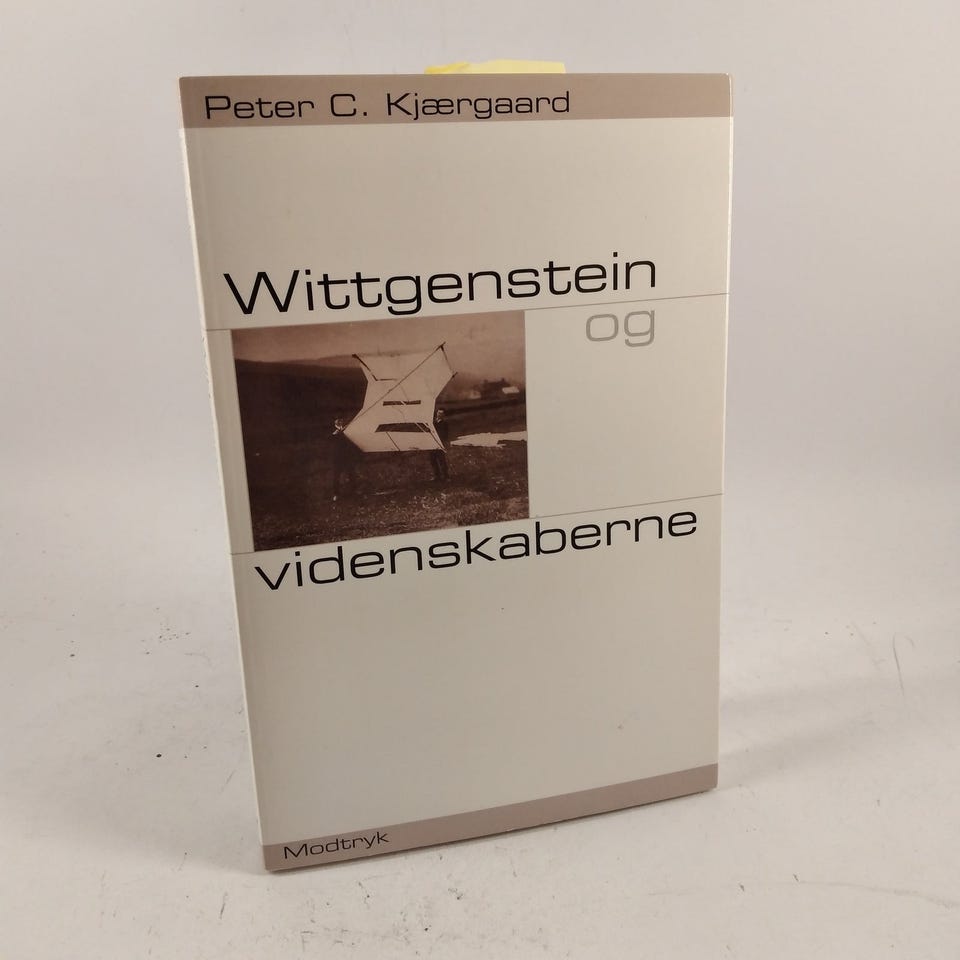 Peter C. Kjærgaard
Wittgenstein
og
videnskaberne
Modtryk